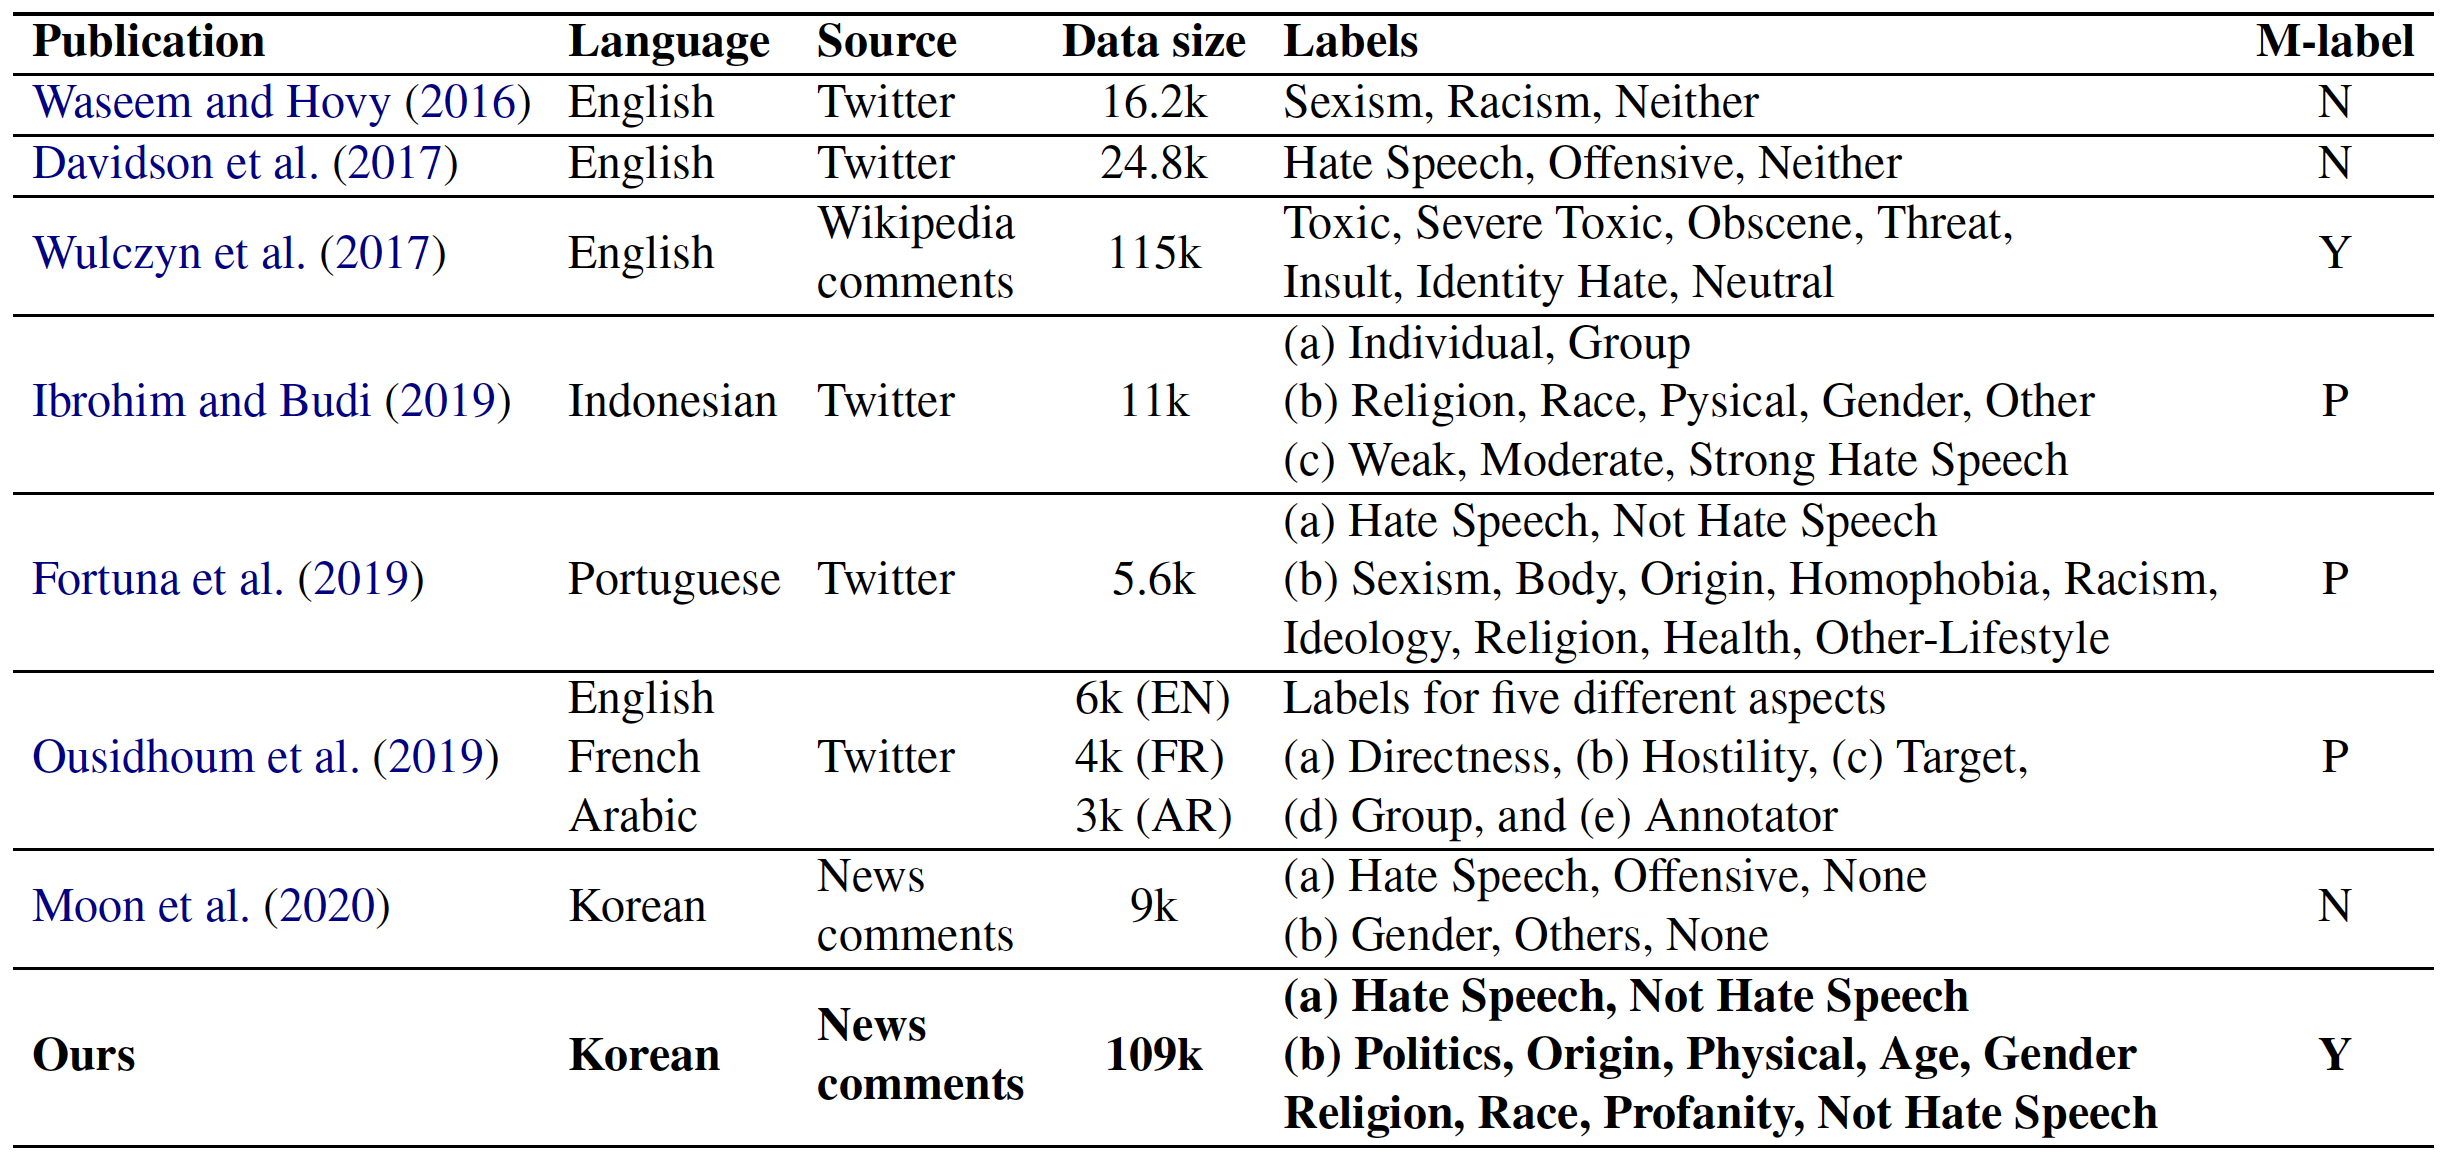 Publication Language Source Data size Labels M-label
Waseem and Hovy (2016) English Twitter 16.2k Sexism, Racism, Neither N
Davidson et al. (2017) English Twitter 24.8k Hate Speech, Offensive, Neither N
Wulczyn et al. (2017) English Wikipedia comments 115k Toxic, Severe Toxic, Obscene, Threat,
Insult, Identity Hate, Neutral Y
Ibrohim and Budi (2019) Indonesian Twitter 11k (a) Individual, Group
(b) Religion, Race, Pysical, Gender, Other
(c) Weak, Moderate, Strong Hate Speech P
Fortuna et al. (2019) Portuguese Twitter 5.6k (a) Hate Speech, Not Hate Speech
(b) Sexism, Body, Origin, Homophobia, Racism,
Ideology, Religion, Health, Other-Lifestyle P
Ousidhoum et al. (2019) English French Arabic Twitter 6k (EN) 4k (FR) 3k (AR) Labels for five different aspects
(a) Directness, (b) Hostility, (c) Target,
(d) Group, and (e) Annotator P
Moon et al. (2020) Korean News comments 9k (a) Hate Speech, Offensive, None
(b) Gender, Others, None N
Ours Korean News comments 109k (a) Hate Speech, Not Hate Speech
(b) Politics, Origin, Physical, Age, Gender
Religion, Race, Profanity, Not Hate Speech Y